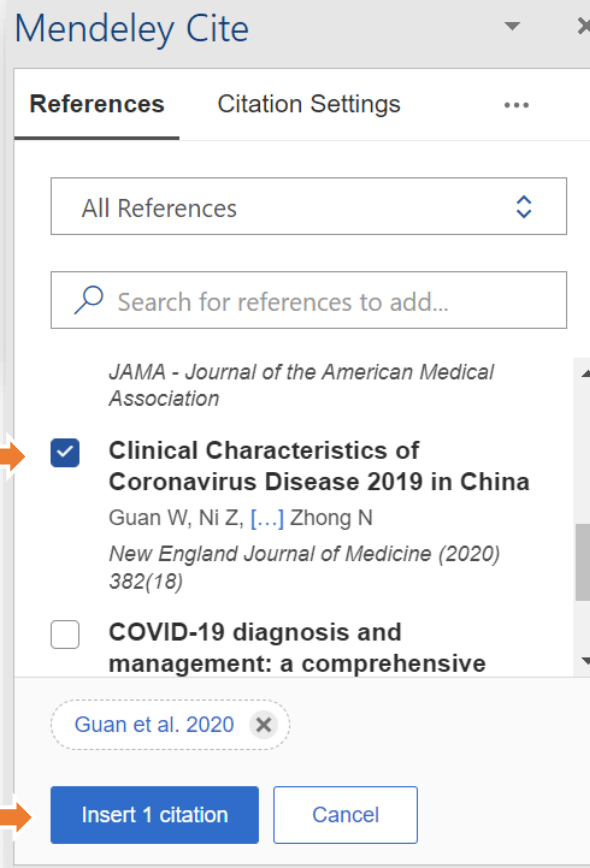 Mendeley Cite
References Citation Settings ...
All References
Search for references to add...
JAMA - Journal of the American Medical
Association
Clinical Characteristics of
Coronavirus Disease 2019 in China
Guan W, Ni Z, [...] Zhong N
New England Journal of Medicine (2020)
382(18)
COVID-19 diagnosis and
management: a comprehensive
Guan et al. 2020
Insert 1 citation Cancel